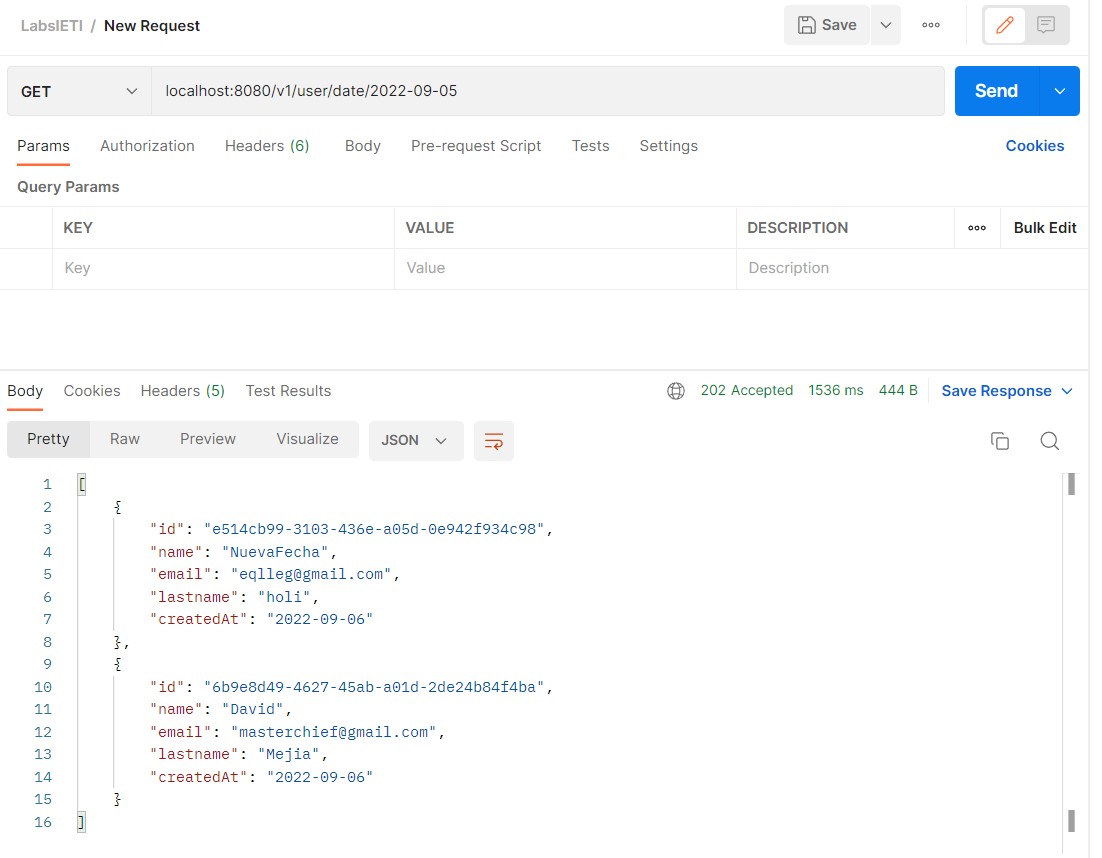 LabsIETI / New Request
Save
GET
localhost:8080/v1/user/date/2022-09-05
Send
Params Authorization Headers (6) Body Pre-request Script Tests Settings Cookies
Query Params
KEY VALUE DESCRIPTION Bulk Edit
Key Value Description
Body Cookies Headers (5) Test Results 202 Accepted 1536 ms 444 B Save Response
Pretty Raw Preview Visualize JSON
1 [
2 {
3 "id": "e514cb99-3103-436e-a05d-0e942f934c98",
4 "name": "NuevaFecha",
5 "email": "eqlleg@gmail.com",
6 "lastname": "holi",
7 "createdAt": "2022-09-06"
8 },
9 {
10 "id": "6b9e8d49-4627-45ab-a01d-2de24b84f4ba",
11 "name": "David",
12 "email": "masterchief@gmail.com",
13 "lastname": "Mejia",
14 "createdAt": "2022-09-06"
15 }
16 ]